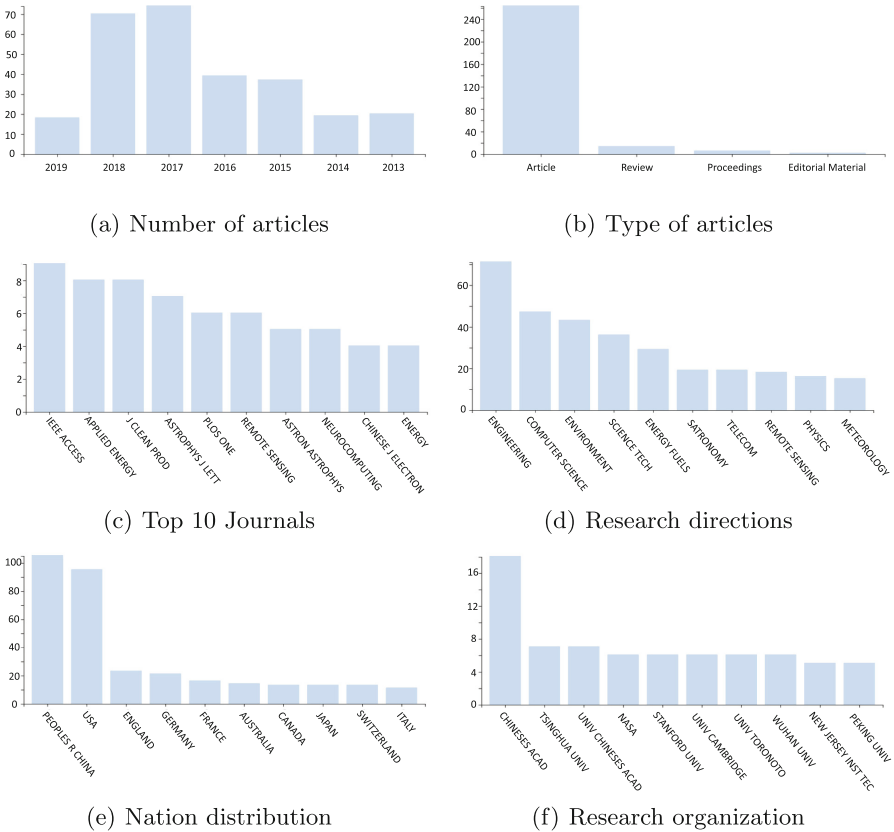 70
60
50
40
30
20
10
0
2019 2018 2017 2016 2015 2014 2013
(a) Number of articles
240
200
160
120
80
40
0
Article Review Proceedings Editorial Material
(b) Type of articles
8
6
4
2
0
IEEE ACCESS
APPLIED ENERGY
J CLEAN PROD
ASTROPHYS J LETT
PLOS ONE
REMOTE SENSING
ASTRON ASTROPHYS
NEUROCOMPUTING
CHINESE J ELECTRON
ENERGY
(c) Top 10 Journals
60
40
20
0
ENGINEERING
COMPUTER SCIENCE
ENVIRONMENT
SCIENCE TECH
ENERGY FUELS
SATRONOMY
TELECOM
REMOTE SENSING
PHYSICS
METEOROLOGY
(d) Research directions
100
80
60
40
20
0
PEOPLES R CHINA
USA
ENGLAND
GERMANY
FRANCE
AUSTRALIA
CANADA
JAPAN
SWITZERLAND
ITALY
(e) Nation distribution
16
12
8
4
0
CHINESES ACAD
TSINGHUA UNIV
UNIV CHINESES ACAD
NASA
STANFORD UNIV
UNIV CAMBRIDGE
UNIV TORONOTO
WUHAN UNIV
NEW JERSEY INST TEC
PEKING UNIV
(f) Research organization